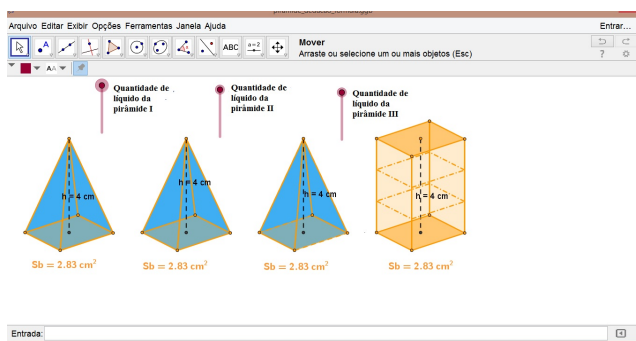 Arquivo Editar Exibir Opções Ferramentas Janela Ajuda
Entrar...
ABC
a=2
Mover
Arraste ou selecione um ou mais objetos (Esc)
AA
Quantidade de
líquido da
pirâmide I
Quantidade de
líquido da
pirâmide II
Quantidade de
líquido da
pirâmide III
h = 4 cm
h = 4 cm
h = 4 cm
h = 4 cm
Sb = 2.83 cm²
Sb = 2.83 cm²
Sb = 2.83 cm²
Sb = 2.83 cm²
Entrada: